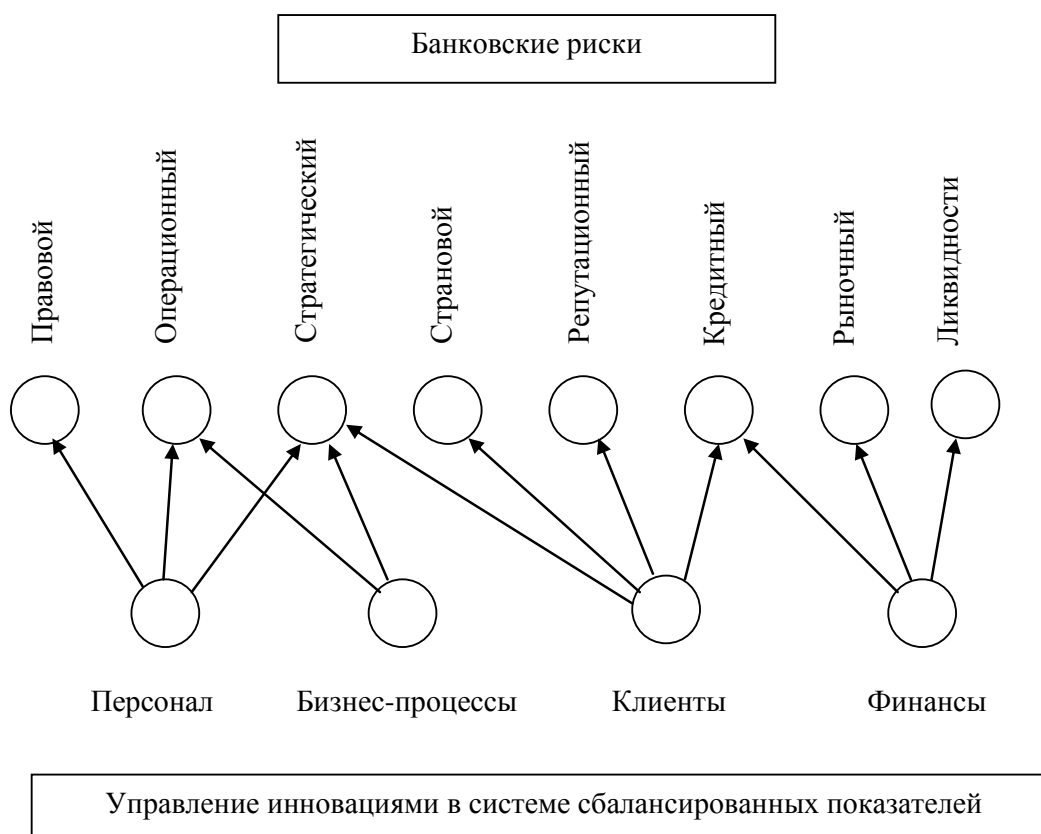 Банковские риски
Правовой
Операционный
Стратегический
Страновой
Репутационный
Кредитный
Рыночный
Ликвидности
Персонал
Бизнес-процессы
Клиенты
Финансы
Управление инновациями в системе сбалансированных показателей